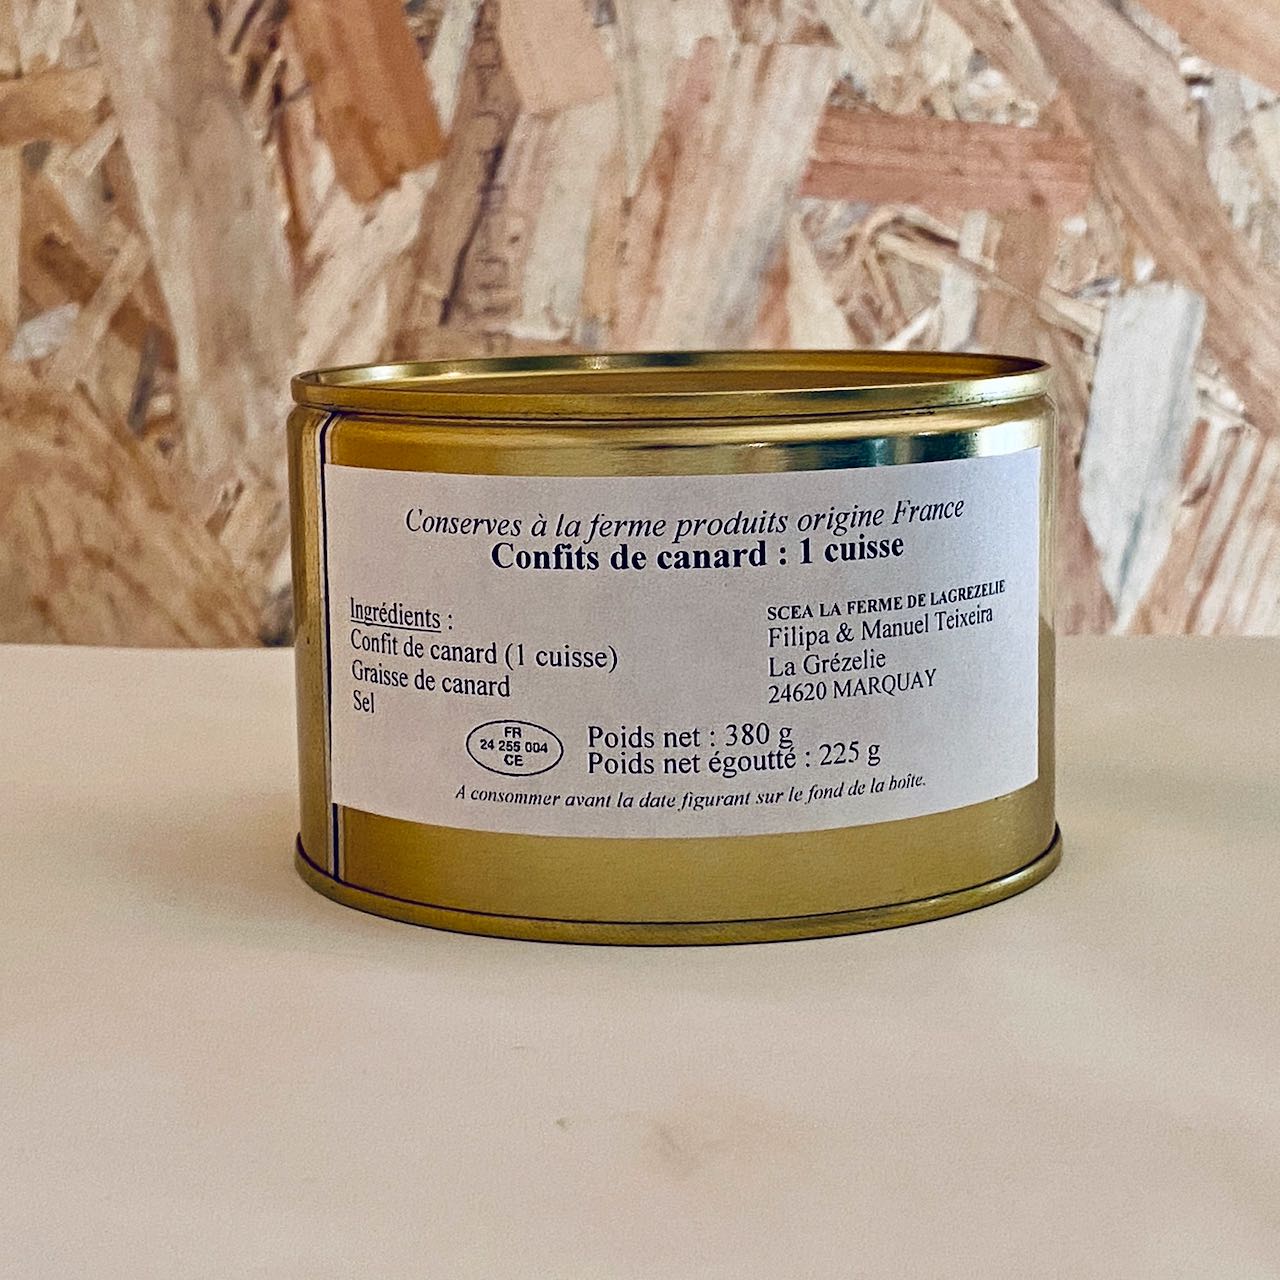 Conserves à la ferme produits origine France
Confits de canard : 1 cuisse
Ingrédients :
Confit de canard (1 cuisse)
Graisse de canard
Sel
SCEA LA FERME DE LAGREZELIE
Filipa & Manuel Teixeira
La Grézelie
24620 MARQUAY
FR
24 255 004
CE
Poids net : 380 g
Poids net égoutté : 225 g
A consommer avant la date figurant sur le fond de la boîte.